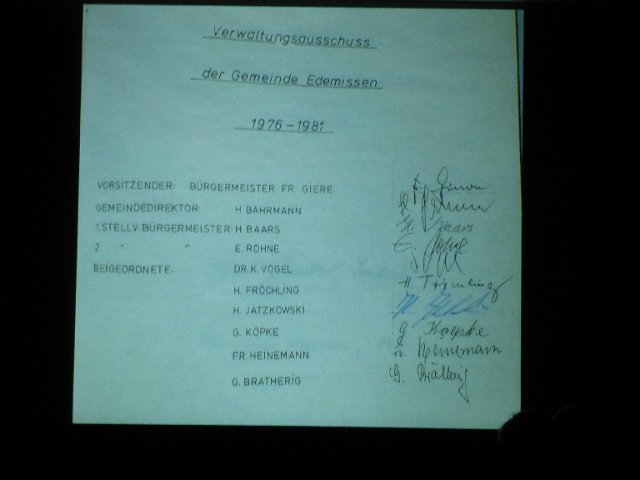 Verwaltungsausschuss
der Gemeinde Edemissen
1976-1981
VORSITZENDER: BÜRGERMEISTER FR. GIERE
GEMEINDEDIREKTOR: H. BAHRMANN
1.STELLV. BÜRGERMEISTER: H. BAARS
2. " " E. ROHNE
BEIGEORDNETE: DR. K. VOGEL
H. FRÖCHLING
H. JATZKOWSKI
G. KÖPKE G. Koepke
FR. HEINEMANN Heinemann
G. BRATHERIG G.